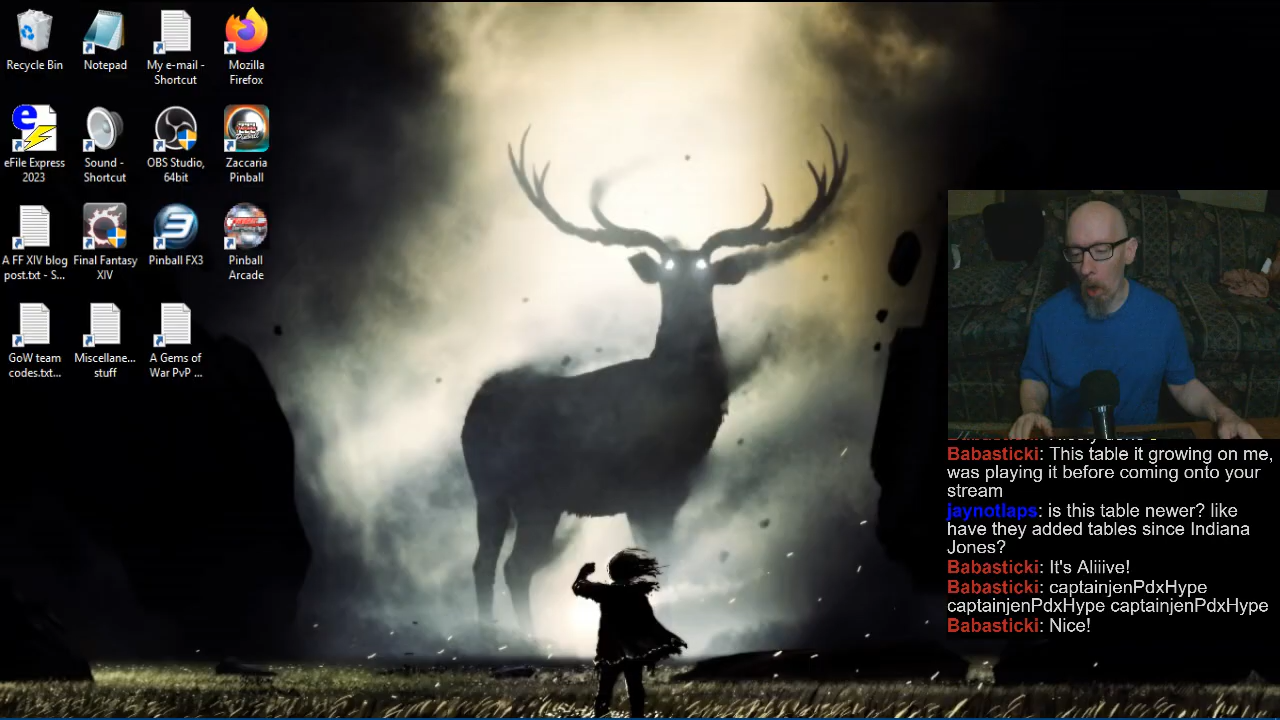 Recycle Bin
Notepad
My e-mail -
Shortcut
Mozilla
Firefox
eFile Express
2023
Sound -
Shortcut
OBS Studio,
64bit
Zaccaria
Pinball
A FF XIV blog
post.txt - S...
Final Fantasy
XIV
Pinball FX3
Pinball
Arcade
GoW team
codes.txt...
Miscellane...
stuff
A Gems of
War PvP ...
Babasticki: This table it growing on me,
was playing it before coming onto your
stream
jaynotlaps: is this table newer? like
have they added tables since Indiana
Jones?
Babasticki: It's Aliiive!
Babasticki: captainjenPdxHype
captainjenPdxHype captainjenPdxHype
Babasticki: Nice!